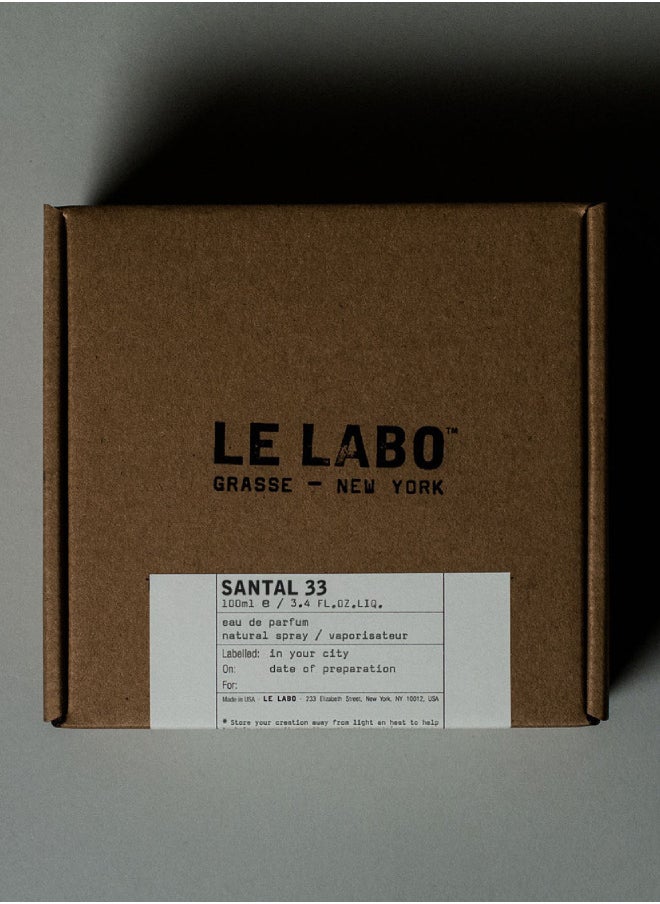 LE LABO™
GRASSE — NEW YORK
SANTAL 33
100ml e / 3.4 FL.OZ.LIQ.
eau de parfum
natural spray / vaporisateur
Labelled: in your city
On: date of preparation
For:
Made in USA - LE LABO - 233 Elizabeth Street, New York, NY 10012, USA
* Store your creation away from light an heat to help